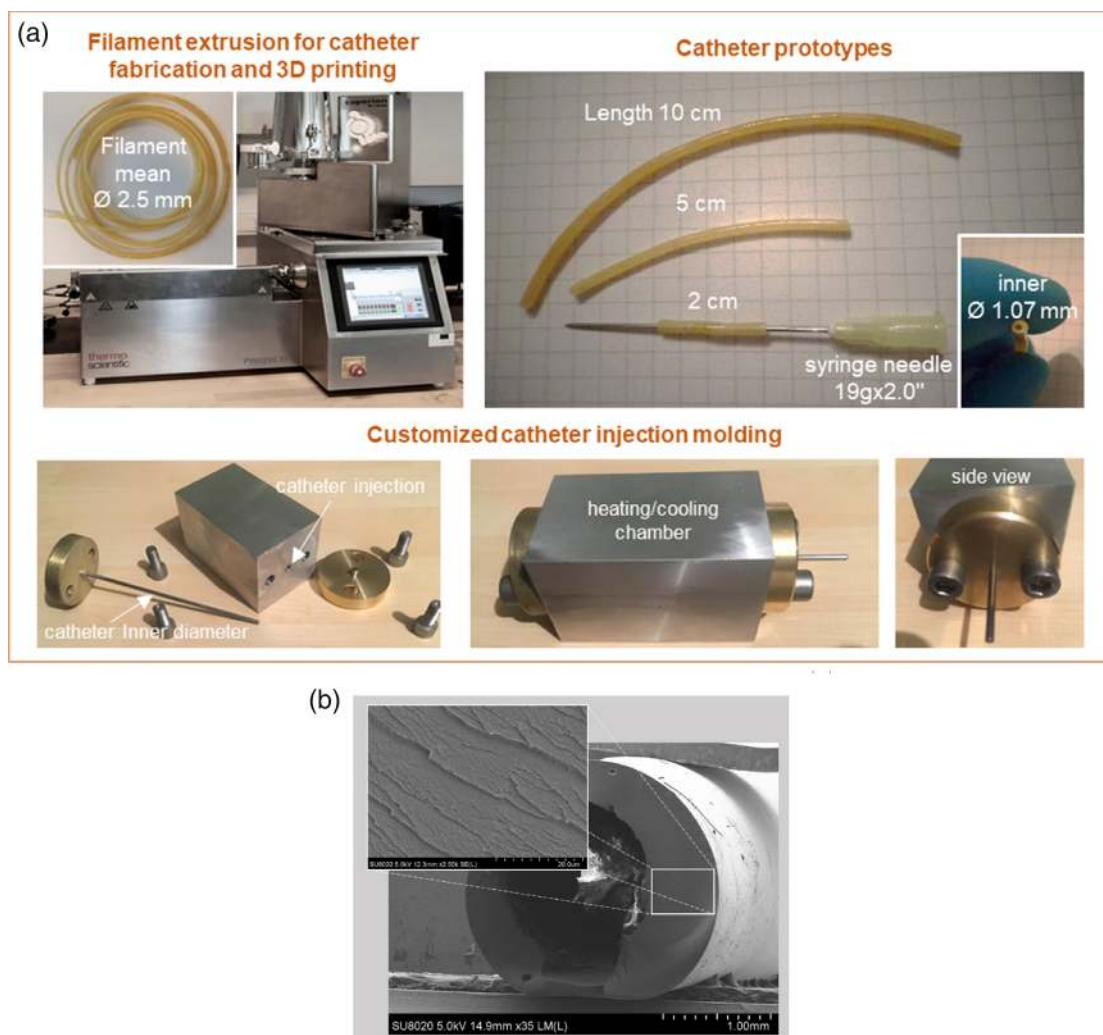 (a)
Filament extrusion for catheter
fabrication and 3D printing
Catheter prototypes
Filament
mean
Ø 2.5 mm
thermo
scientific
Length 10 cm
5 cm
2 cm
syringe needle
19gx2.0"
inner
Ø 1.07 mm
Customized catheter injection molding
catheter injection
catheter Inner diameter
heating/cooling
chamber
side view
(b)
SU8020 5.0kV 12.3mm x2.50k SE(L)
20.0um
SU8020 5.0kV 14.9mm x35 LM(L)
1.00mm